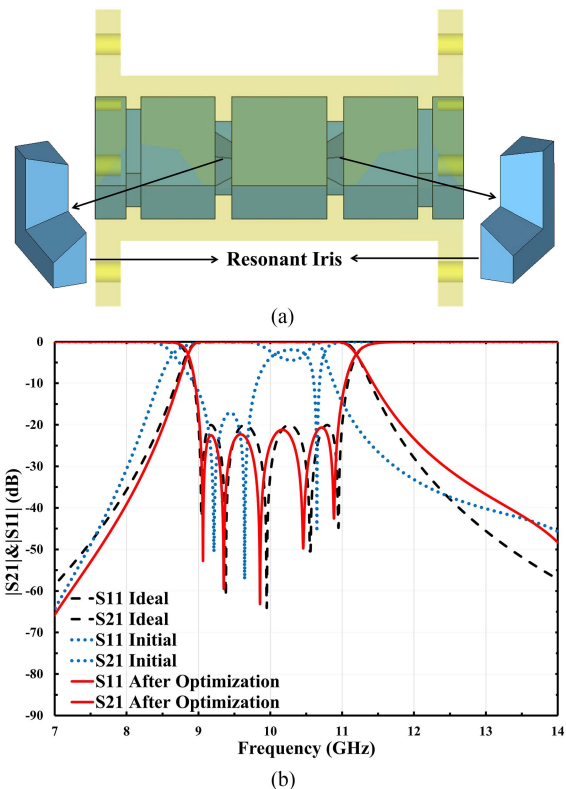 Resonant Iris
(a)
0
-10
-20
-30
-40
-50
-60
-70
-80
-90
|S21|&|S11| (dB)
S11 Ideal
S21 Ideal
S11 Initial
S21 Initial
S11 After Optimization
S21 After Optimization
7 8 9 10 11 12 13 14
Frequency (GHz)
(b)